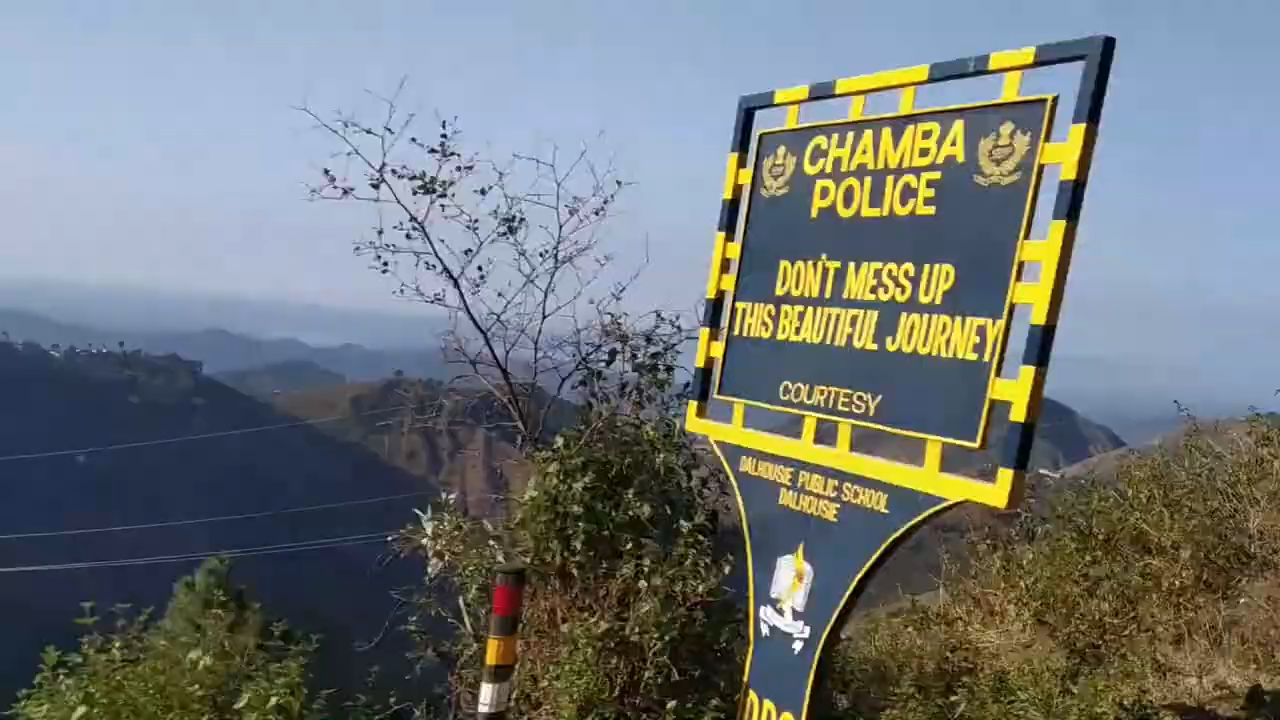 CHAMBA
POLICE
DON'T MESS UP
THIS BEAUTIFUL JOURNEY
COURTESY
DALHOUSIE PUBLIC SCHOOL
DALHOUSIE